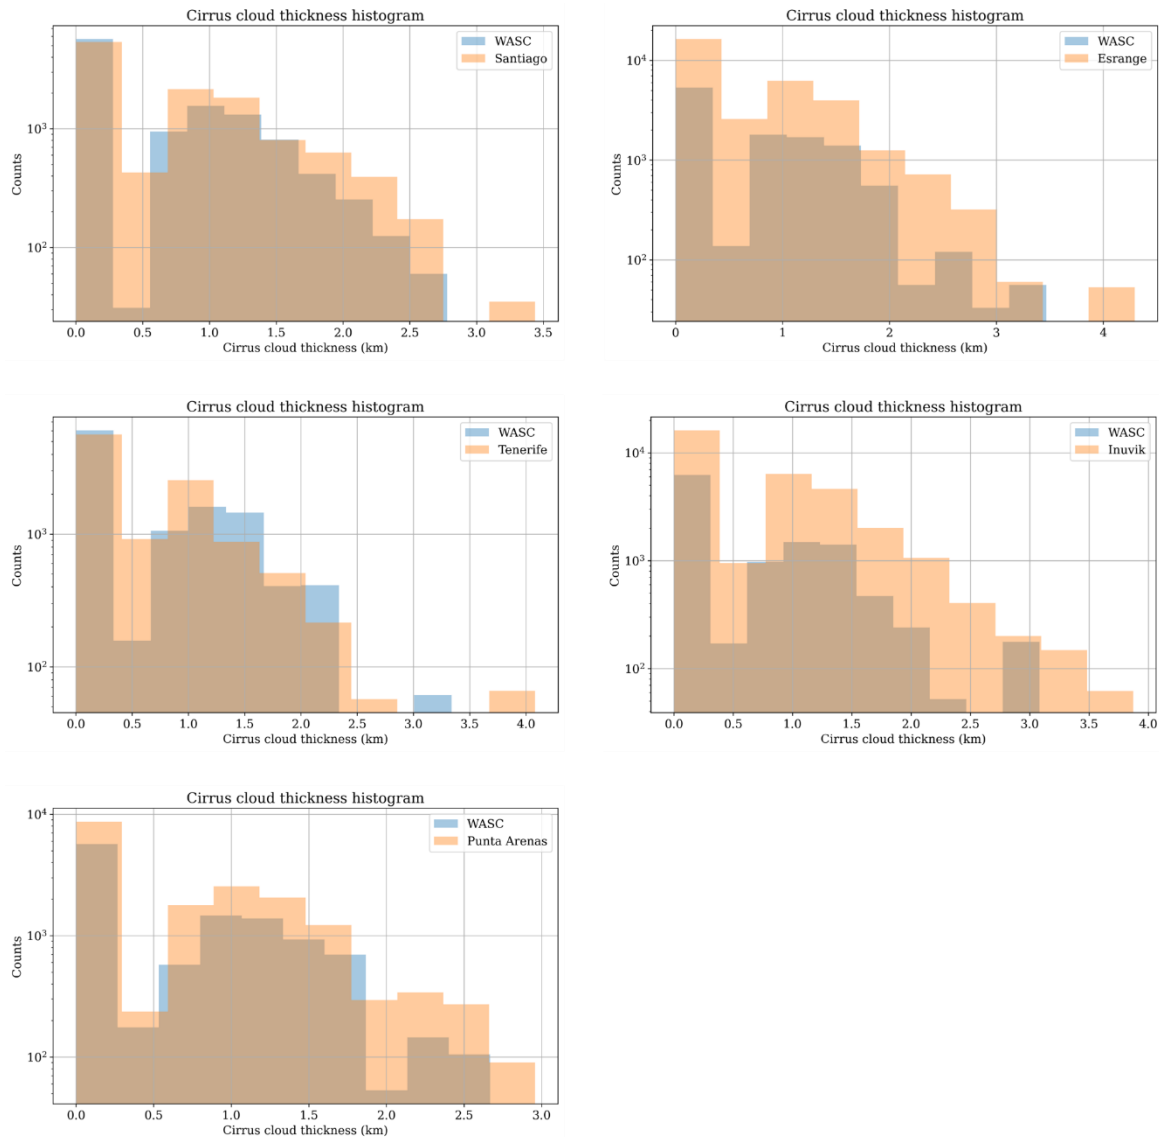 Cirrus cloud thickness histogram
WASC
Santiago
10³
10²
Counts
0.0 0.5 1.0 1.5 2.0 2.5 3.0 3.5
Cirrus cloud thickness (km)
Cirrus cloud thickness histogram
WASC
Esrange
10⁴
10³
10²
Counts
0 1 2 3 4
Cirrus cloud thickness (km)
Cirrus cloud thickness histogram
WASC
Tenerife
10³
10²
Counts
0.0 0.5 1.0 1.5 2.0 2.5 3.0 3.5 4.0
Cirrus cloud thickness (km)
Cirrus cloud thickness histogram
WASC
Inuvik
10⁴
10³
10²
Counts
0.0 0.5 1.0 1.5 2.0 2.5 3.0 3.5 4.0
Cirrus cloud thickness (km)
Cirrus cloud thickness histogram
WASC
Punta Arenas
10⁴
10³
10²
Counts
0.0 0.5 1.0 1.5 2.0 2.5 3.0
Cirrus cloud thickness (km)